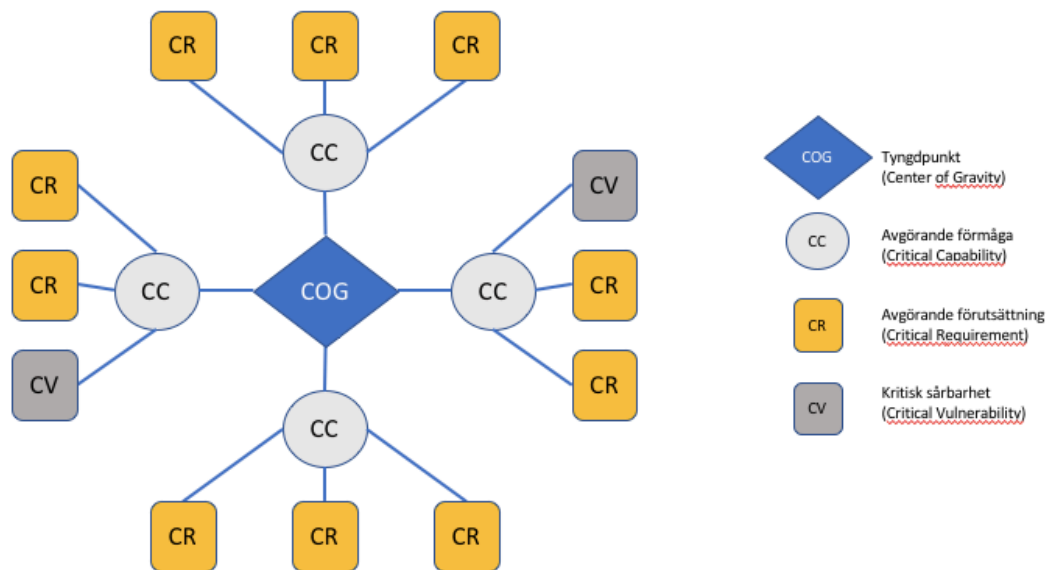 CR
CR
CR
CC
CR
CV
CR
CC
COG
CC
CR
CV
CR
CC
CR
CR
CR
COG
Tyngdpunkt
(Center of Gravity)
CC
Avgörande förmåga
(Critical Capability)
CR
Avgörande förutsättning
(Critical Requirement)
CV
Kritisk sårbarhet
(Critical Vulnerability)